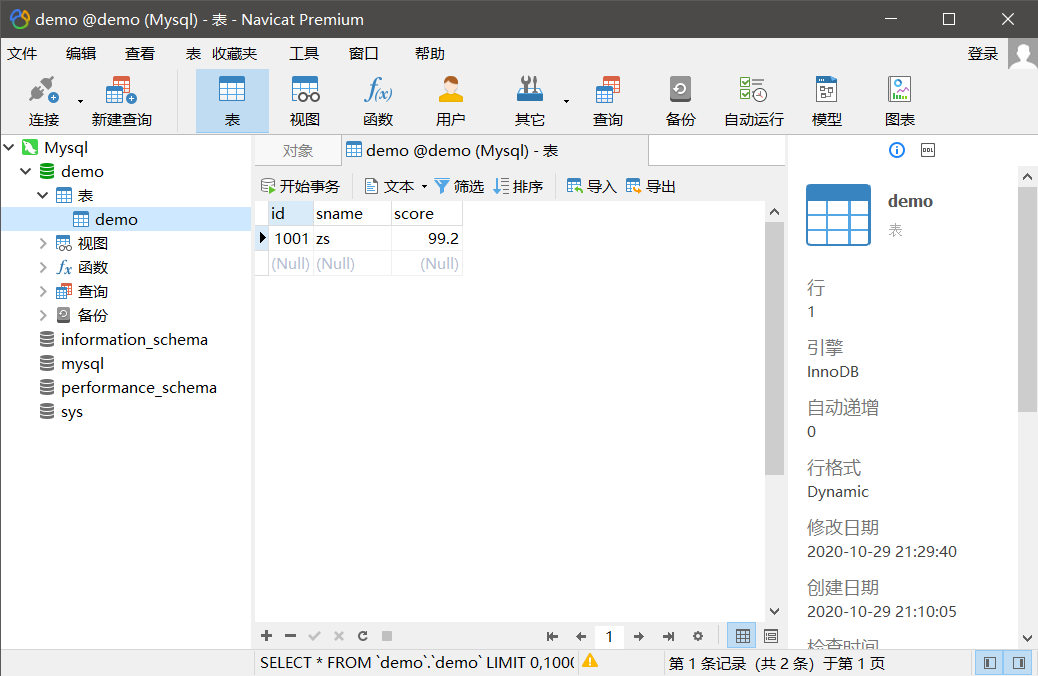 demo @demo (Mysql) - 表 - Navicat Premium
文件 编辑 查看 表 收藏夹 工具 窗口 帮助 登录
连接 新建查询 表 视图 函数 用户 其它 查询 备份 自动运行 模型 图表
Mysql
demo
表
demo
视图
函数
查询
备份
information_schema
mysql
performance_schema
sys
对象 demo @demo (Mysql) - 表
开始事务 文本 筛选 排序 导入 导出
id sname score
1001 zs 99.2
(Null) (Null) (Null)
1
SELECT * FROM `demo`.`demo` LIMIT 0,1000
第 1 条记录 (共 2 条) 于第 1 页
DDL
demo
表
行
1
引擎
InnoDB
自动递增
0
行格式
Dynamic
修改日期
2020-10-29 21:29:40
创建日期
2020-10-29 21:10:05
检查时间